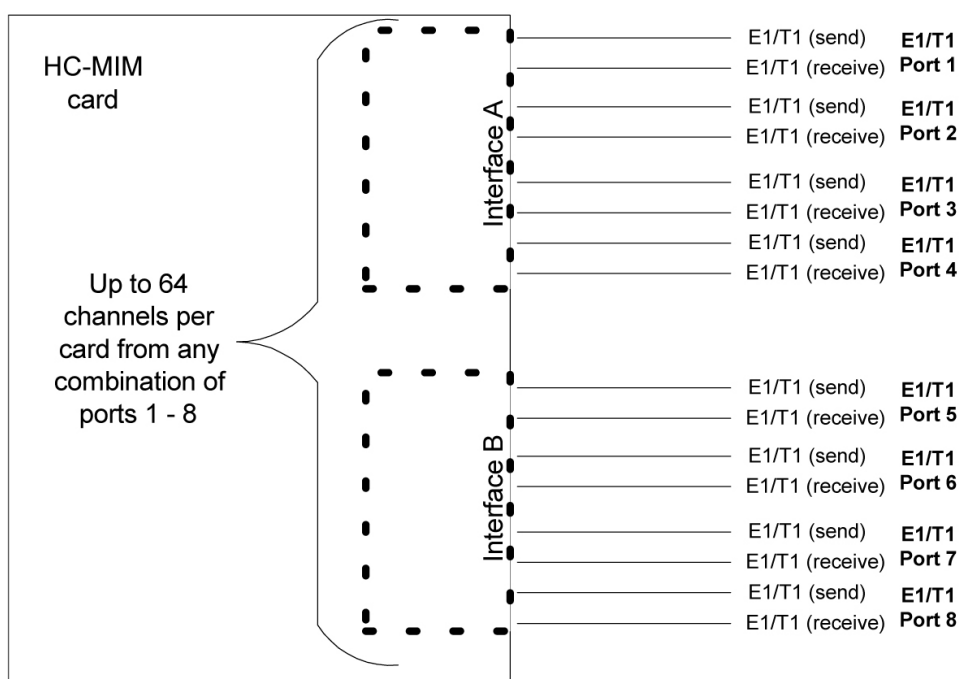 HC-MIM
card
Up to 64
channels per
card from any
combination of
ports 1 - 8
Interface A
E1/T1 (send) E1/T1
E1/T1 (receive) Port 1
E1/T1 (send) E1/T1
E1/T1 (receive) Port 2
E1/T1 (send) E1/T1
E1/T1 (receive) Port 3
E1/T1 (send) E1/T1
E1/T1 (receive) Port 4
Interface B
E1/T1 (send) E1/T1
E1/T1 (receive) Port 5
E1/T1 (send) E1/T1
E1/T1 (receive) Port 6
E1/T1 (send) E1/T1
E1/T1 (receive) Port 7
E1/T1 (send) E1/T1
E1/T1 (receive) Port 8